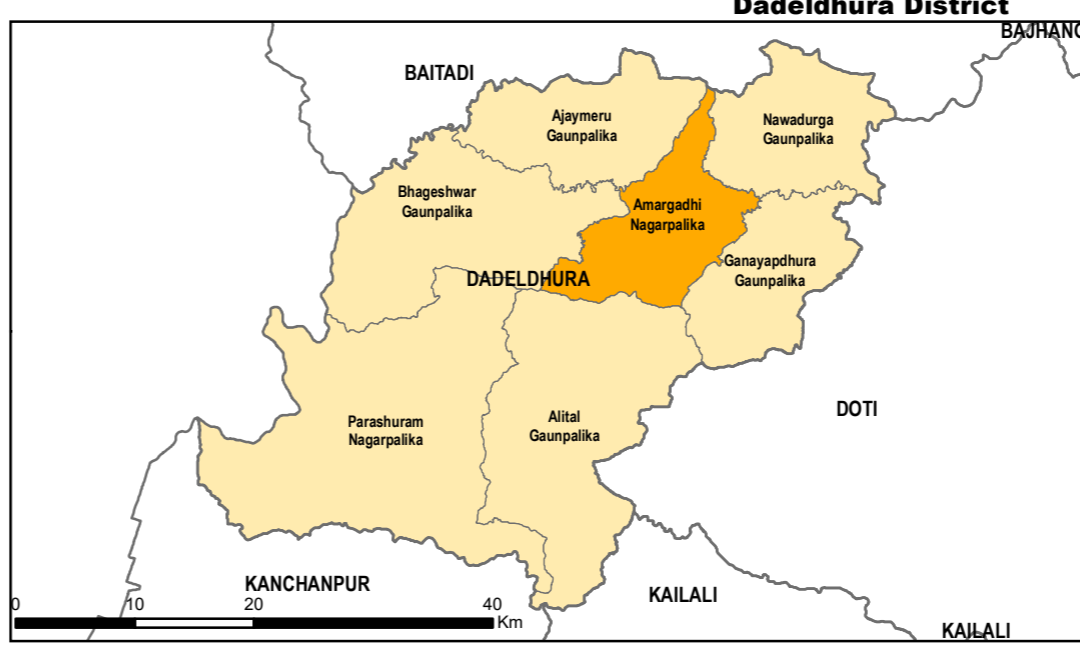 Dadeldhura District
BAJHANG
BAITADI
Ajaymeru
Gaunpalika
Nawadurga
Gaunpalika
Bhageshwar
Gaunpalika
Amargadhi
Nagarpalika
Ganayapdhura
Gaunpalika
DADELDHURA
Parashuram
Nagarpalika
Alital
Gaunpalika
DOTI
KANCHANPUR
KAILALI
KAILALI
0 10 20 40
Km